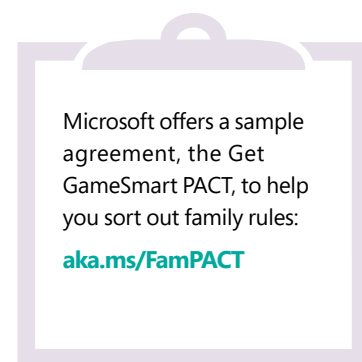 Microsoft offers a sample
agreement, the Get
GameSmart PACT, to help
you sort out family rules:
aka.ms/FamPACT